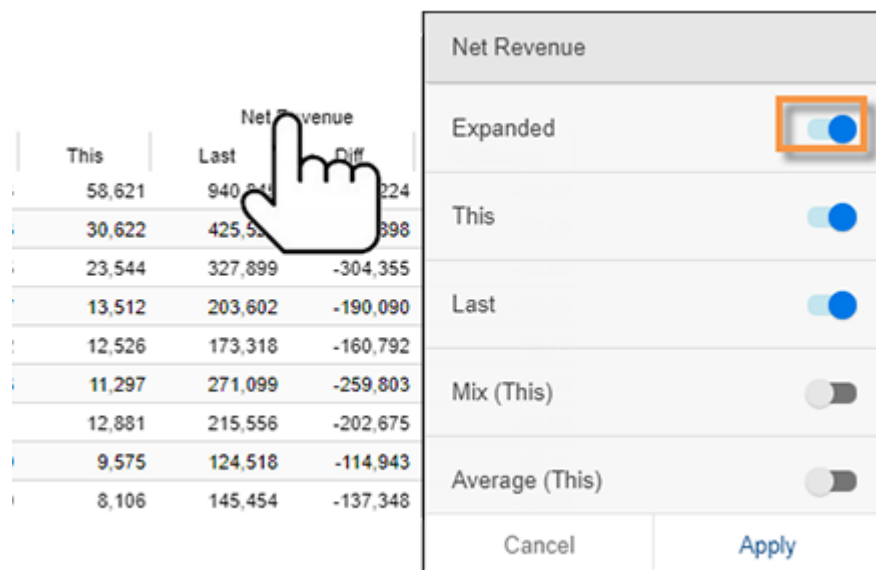 Net Revenue
This Last Diff
58,621
30,622
23,544 327,899 -304,355
13,512 203,602 -190,090
12,526 173,318 -160,792
11,297 271,099 -259,803
12,881 215,556 -202,675
9,575 124,518 -114,943
8,106 145,454 -137,348
Net Revenue
Expanded
This
Last
Mix (This)
Average (This)
Cancel Apply